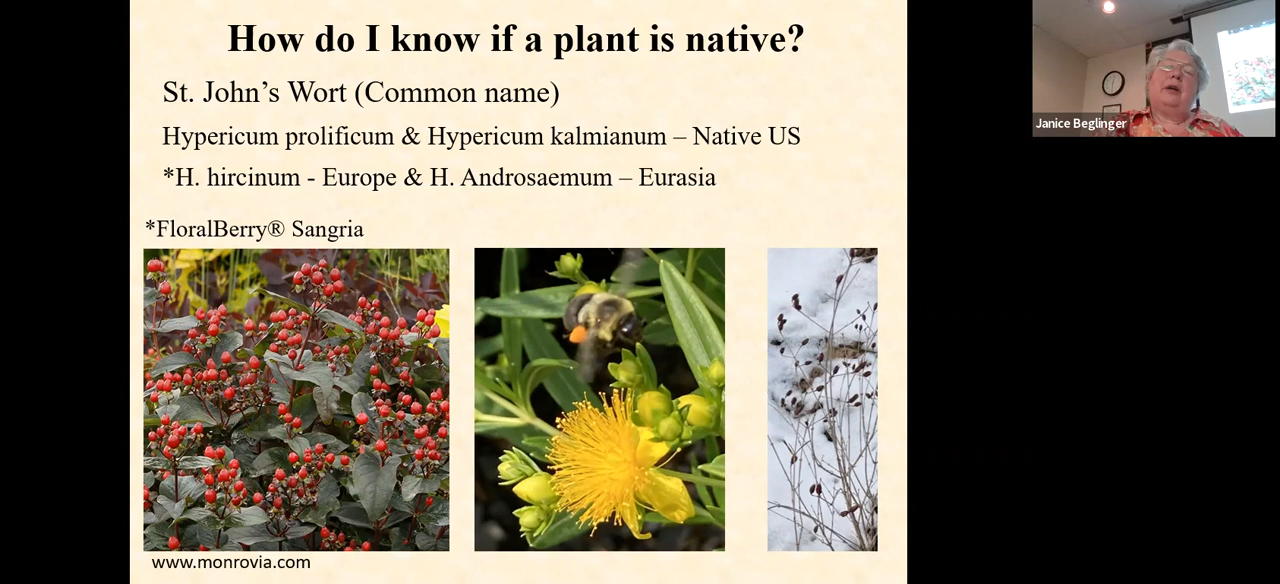 How do I know if a plant is native?
St. John’s Wort (Common name)
Hypericum prolificum & Hypericum kalmianum – Native US
*H. hircinum - Europe & H. Androsaemum – Eurasia
*FloralBerry® Sangria
www.monrovia.com
Janice Beglinger